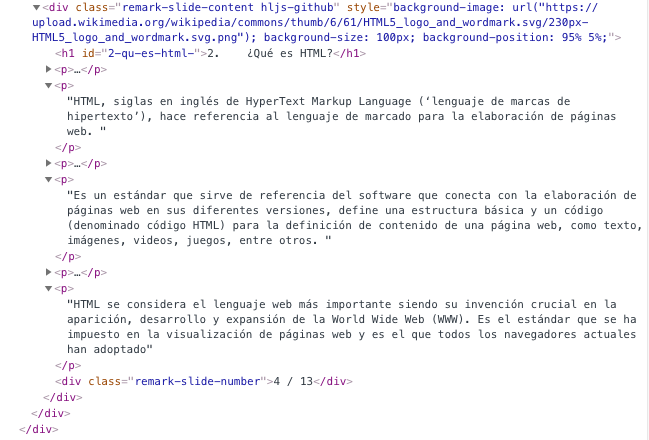 ▼<div class="remark-slide-content hljs-github" style="background-image: url("https://
upload.wikimedia.org/wikipedia/commons/thumb/6/61/HTML5_logo_and_wordmark.svg/230px-
HTML5_logo_and_wordmark.svg.png"); background-size: 100px; background-position: 95% 5%;">
<h1 id="2-qu-es-html-">2.    ¿Qué es HTML?</h1>
▶<p>…</p>
▼<p>
"HTML, siglas en inglés de HyperText Markup Language (‘lenguaje de marcas de
hipertexto’), hace referencia al lenguaje de marcado para la elaboración de páginas
web. "
</p>
▶<p>…</p>
▼<p>
"Es un estándar que sirve de referencia del software que conecta con la elaboración de
páginas web en sus diferentes versiones, define una estructura básica y un código
(denominado código HTML) para la definición de contenido de una página web, como texto,
imágenes, videos, juegos, entre otros. "
</p>
▶<p>…</p>
▼<p>
"HTML se considera el lenguaje web más importante siendo su invención crucial en la
aparición, desarrollo y expansión de la World Wide Web (WWW). Es el estándar que se ha
impuesto en la visualización de páginas web y es el que todos los navegadores actuales
han adoptado"
</p>
<div class="remark-slide-number">4 / 13</div>
</div>
</div>
</div>